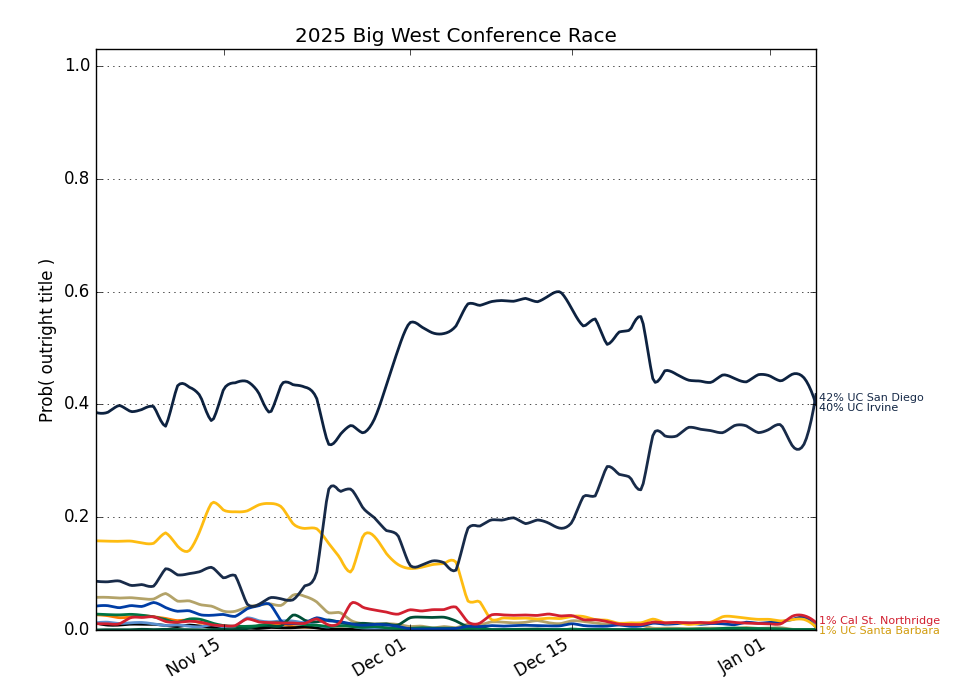 2025 Big West Conference Race
Prob( outright title )
1.0
0.8
0.6
0.4
0.2
0.0
42% UC San Diego
40% UC Irvine
1% Cal St. Northridge
1% UC Santa Barbara
Nov 15
Dec 01
Dec 15
Jan 01